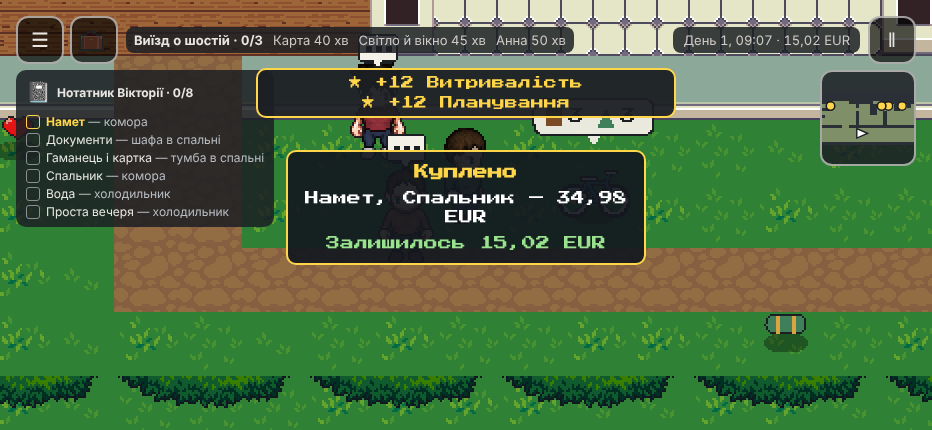 Виїзд о шостій · 0/3 Карта 40 хв Світло й вікно 45 хв Анна 50 хв
День 1, 09:07 · 15,02 EUR
★ +12 Витривалість
★ +12 Планування
Нотатник Вікторії · 0/8
Намет — комора
Документи — шафа в спальні
Гаманець і картка — тумба в спальні
Спальник — комора
Вода — холодильник
Проста вечеря — холодильник
Куплено
Намет, Спальник — 34,98
EUR
Залишилось 15,02 EUR